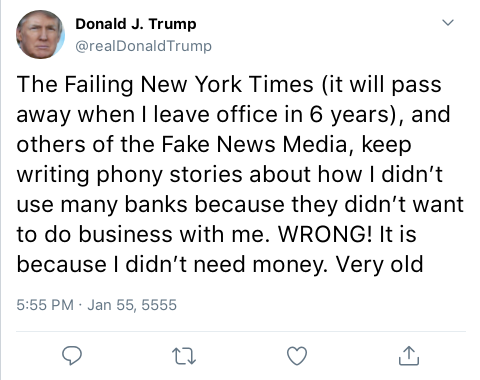 Donald J. Trump
@realDonaldTrump
The Failing New York Times (it will pass
away when I leave office in 6 years), and
others of the Fake News Media, keep
writing phony stories about how I didn’t
use many banks because they didn’t want
to do business with me. WRONG! It is
because I didn’t need money. Very old
5:55 PM · Jan 55, 5555